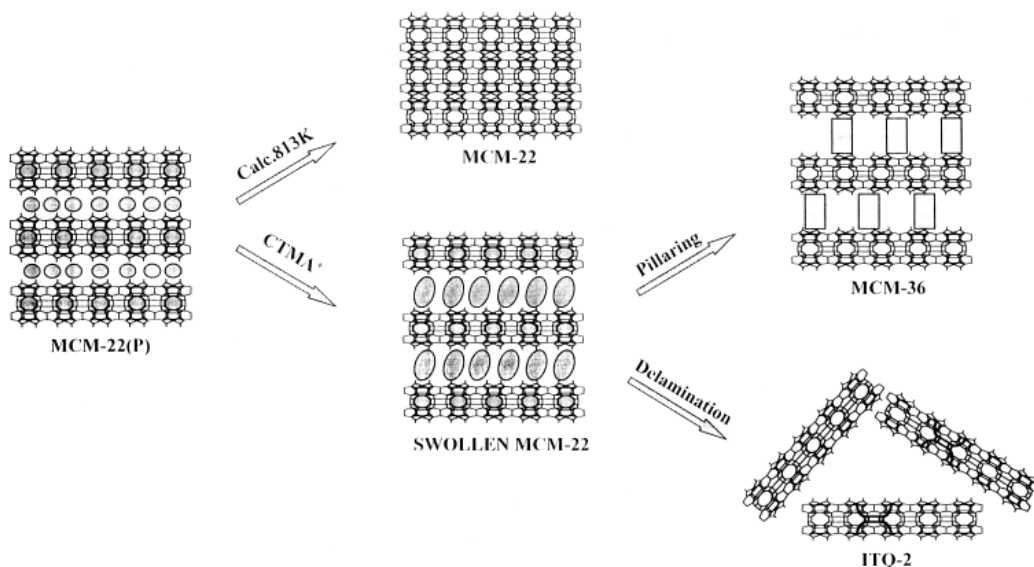 MCM-22
Calc.813K
MCM-22(P)
CTMA+
SWOLLEN MCM-22
Pillaring
MCM-36
Delamination
ITQ-2